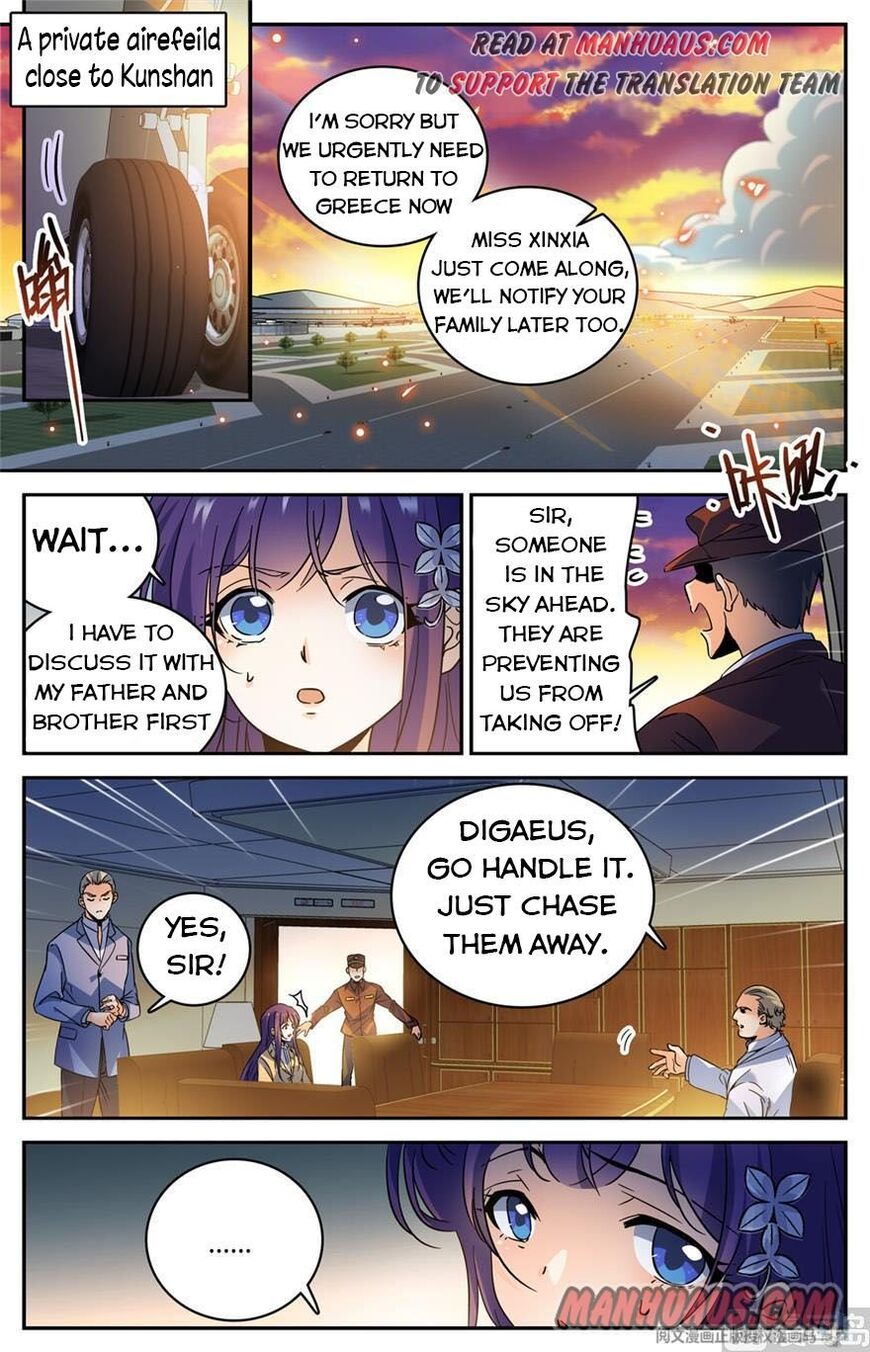 A private airefeild
close to Kunshan
READ AT MANHUAUS.COM
TO SUPPORT THE TRANSLATION TEAM
I'M SORRY BUT
WE URGENTLY NEED
TO RETURN TO
GREECE NOW
MISS XINXIA
JUST COME ALONG,
WE'LL NOTIFY YOUR
FAMILY LATER TOO.
WAIT...
I HAVE TO
DISCUSS IT WITH
MY FATHER AND
BROTHER FIRST
咔
SIR,
SOMEONE
IS IN THE
SKY AHEAD.
THEY ARE
PREVENTING
US FROM
TAKING OFF!
DIGAEUS,
GO HANDLE IT.
JUST CHASE
THEM AWAY.
YES,
SIR!
......
MANHUAUS.COM